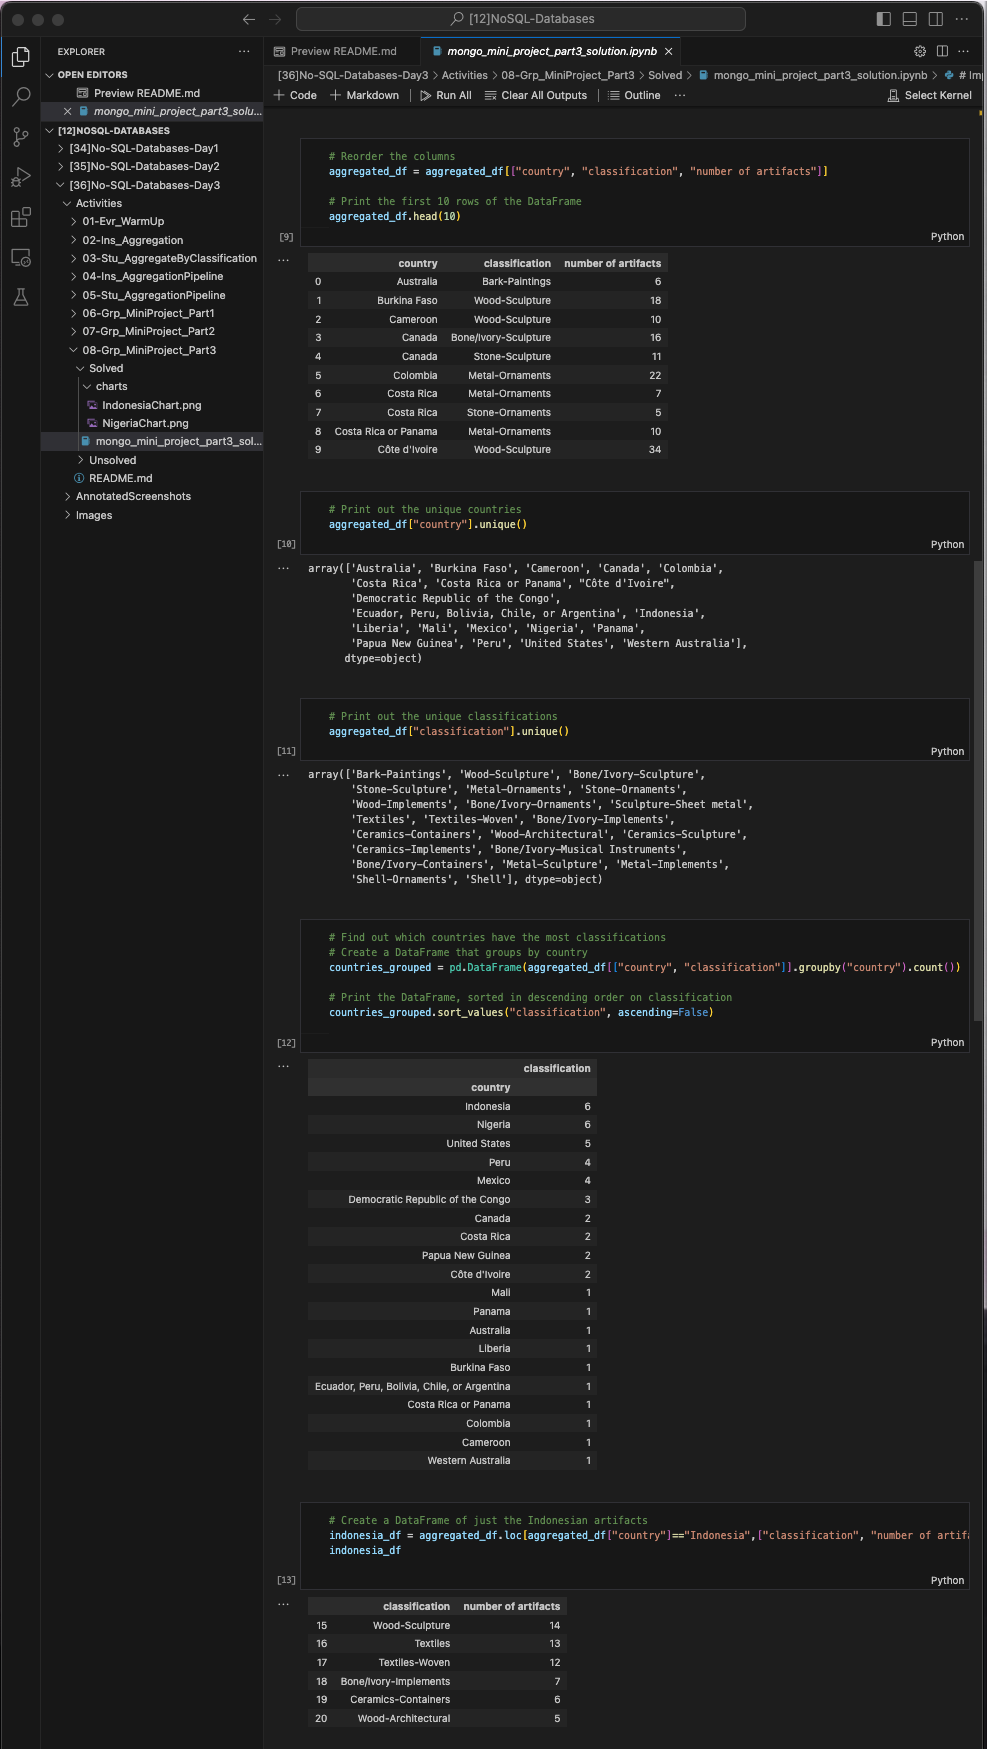 [12]NoSQL-Databases
EXPLORER
OPEN EDITORS
Preview README.md
mongo_mini_project_part3_solu...
[12]NOSQL-DATABASES
[34]No-SQL-Databases-Day1
[35]No-SQL-Databases-Day2
[36]No-SQL-Databases-Day3
Activities
01-Evr_WarmUp
02-Ins_Aggregation
03-Stu_AggregateByClassification
04-Ins_AggregationPipeline
05-Stu_AggregationPipeline
06-Grp_MiniProject_Part1
07-Grp_MiniProject_Part2
08-Grp_MiniProject_Part3
Solved
charts
IndonesiaChart.png
NigeriaChart.png
mongo_mini_project_part3_sol...
Unsolved
README.md
AnnotatedScreenshots
Images
Preview README.md
mongo_mini_project_part3_solution.ipynb
[36]No-SQL-Databases-Day3 > Activities > 08-Grp_MiniProject_Part3 > Solved > mongo_mini_project_part3_solution.ipynb > # Imp
+ Code + Markdown Run All Clear All Outputs Outline ... Select Kernel
# Reorder the columns
aggregated_df = aggregated_df[["country", "classification", "number of artifacts"]]
# Print the first 10 rows of the DataFrame
aggregated_df.head(10)
[9] Python
country classification number of artifacts
0 Australia Bark-Paintings 6
1 Burkina Faso Wood-Sculpture 18
2 Cameroon Wood-Sculpture 10
3 Canada Bone/Ivory-Sculpture 16
4 Canada Stone-Sculpture 11
5 Colombia Metal-Ornaments 22
6 Costa Rica Metal-Ornaments 7
7 Costa Rica Stone-Ornaments 5
8 Costa Rica or Panama Metal-Ornaments 10
9 Côte d'Ivoire Wood-Sculpture 34
# Print out the unique countries
aggregated_df["country"].unique()
[10] Python
array(['Australia', 'Burkina Faso', 'Cameroon', 'Canada', 'Colombia',
'Costa Rica', 'Costa Rica or Panama', "Côte d'Ivoire",
'Democratic Republic of the Congo',
'Ecuador, Peru, Bolivia, Chile, or Argentina', 'Indonesia',
'Liberia', 'Mali', 'Mexico', 'Nigeria', 'Panama',
'Papua New Guinea', 'Peru', 'United States', 'Western Australia'],
dtype=object)
# Print out the unique classifications
aggregated_df["classification"].unique()
[11] Python
array(['Bark-Paintings', 'Wood-Sculpture', 'Bone/Ivory-Sculpture',
'Stone-Sculpture', 'Metal-Ornaments', 'Stone-Ornaments',
'Wood-Implements', 'Bone/Ivory-Ornaments', 'Sculpture-Sheet metal',
'Textiles', 'Textiles-Woven', 'Bone/Ivory-Implements',
'Ceramics-Containers', 'Wood-Architectural', 'Ceramics-Sculpture',
'Ceramics-Implements', 'Bone/Ivory-Musical Instruments',
'Bone/Ivory-Containers', 'Metal-Sculpture', 'Metal-Implements',
'Shell-Ornaments', 'Shell'], dtype=object)
# Find out which countries have the most classifications
# Create a DataFrame that groups by country
countries_grouped = pd.DataFrame(aggregated_df[["country", "classification"]].groupby("country").count())
# Print the DataFrame, sorted in descending order on classification
countries_grouped.sort_values("classification", ascending=False)
[12] Python
classification
country
Indonesia 6
Nigeria 6
United States 5
Peru 4
Mexico 4
Democratic Republic of the Congo 3
Canada 2
Costa Rica 2
Papua New Guinea 2
Côte d'Ivoire 2
Mali 1
Panama 1
Australia 1
Liberia 1
Burkina Faso 1
Ecuador, Peru, Bolivia, Chile, or Argentina 1
Costa Rica or Panama 1
Colombia 1
Cameroon 1
Western Australia 1
# Create a DataFrame of just the Indonesian artifacts
indonesia_df = aggregated_df.loc[aggregated_df["country"]=="Indonesia",["classification", "number of artifa
indonesia_df
[13] Python
classification number of artifacts
15 Wood-Sculpture 14
16 Textiles 13
17 Textiles-Woven 12
18 Bone/Ivory-Implements 7
19 Ceramics-Containers 6
20 Wood-Architectural 5